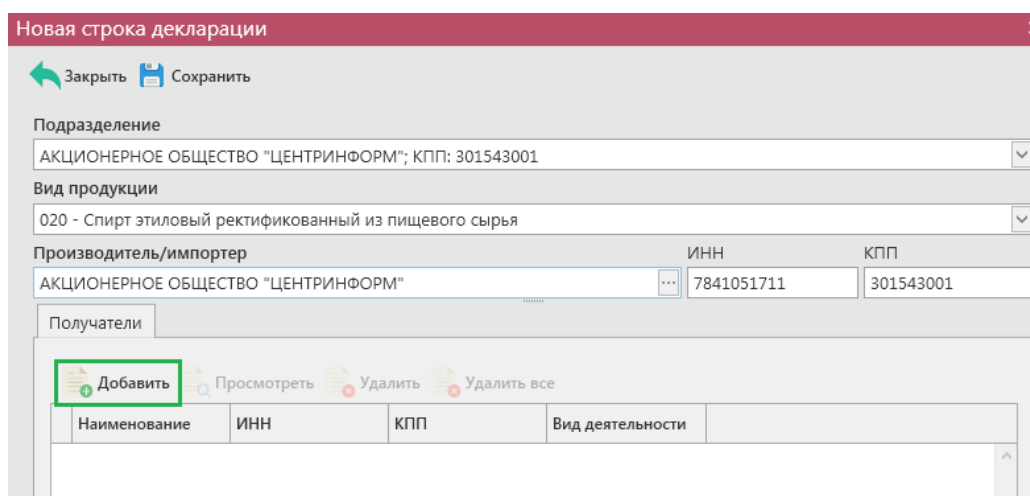 Новая строка декларации
Закрыть Сохранить
Подразделение
АКЦИОНЕРНОЕ ОБЩЕСТВО "ЦЕНТРИНФОРМ"; КПП: 301543001
Вид продукции
020 - Спирт этиловый ректификованный из пищевого сырья
Производитель/импортер ИНН КПП
АКЦИОНЕРНОЕ ОБЩЕСТВО "ЦЕНТРИНФОРМ" ... 7841051711 301543001
Получатели
Добавить Просмотреть Удалить Удалить все
Наименование ИНН КПП Вид деятельности